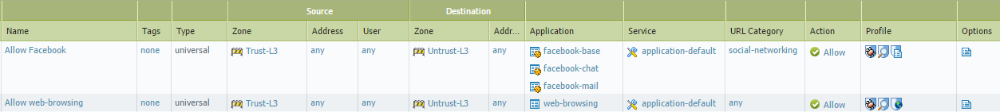 Source Destination
Name Tags Type Zone Address User Zone Addr... Application Service URL Category Action Profile Options
Allow Facebook none universal Trust-L3 any any Untrust-L3 any facebook-base application-default social-networking Allow
facebook-chat
facebook-mail
Allow web-browsing none universal Trust-L3 any any Untrust-L3 any web-browsing application-default any Allow